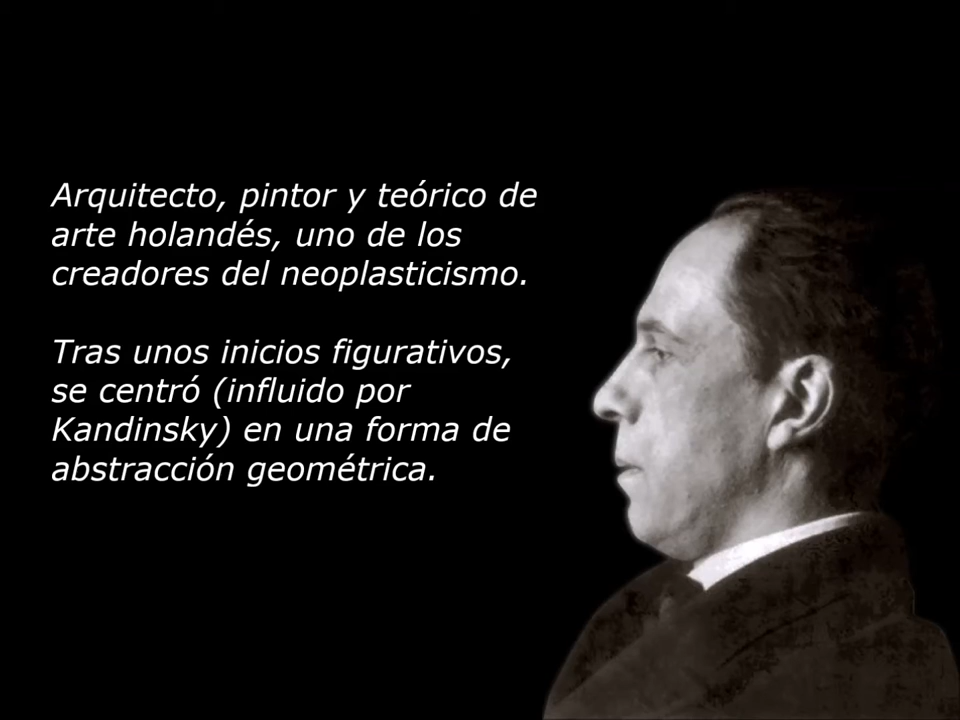 Arquitecto, pintor y teórico de
arte holandés, uno de los
creadores del neoplasticismo.
Tras unos inicios figurativos,
se centró (influido por
Kandinsky) en una forma de
abstracción geométrica.